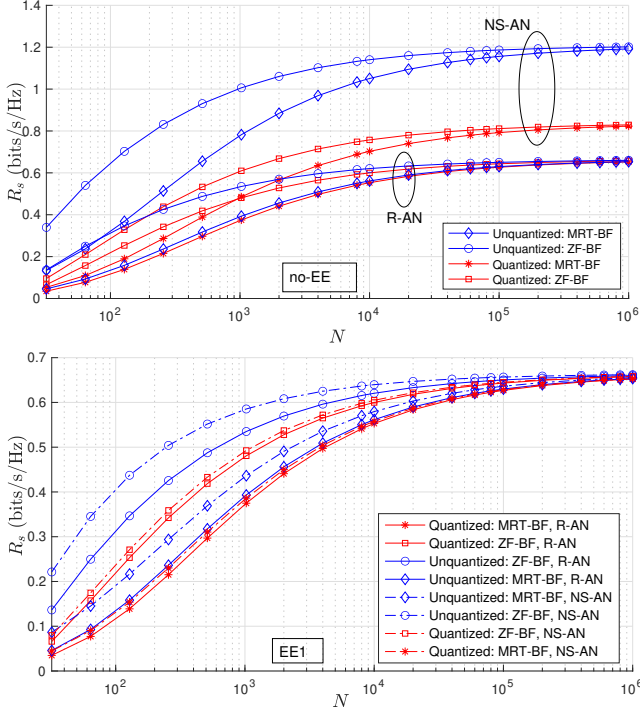 1.4
1.2
1
0.8
0.6
0.4
0.2
0
R_s (bits/s/Hz)
NS-AN
R-AN
no-EE
Unquantized: MRT-BF
Unquantized: ZF-BF
Quantized: MRT-BF
Quantized: ZF-BF
10^2
10^3
10^4
10^5
10^6
N
0.7
0.6
0.5
0.4
0.3
0.2
0.1
0
R_s (bits/s/Hz)
EE1
Quantized: MRT-BF, R-AN
Quantized: ZF-BF, R-AN
Unquantized: ZF-BF, R-AN
Unquantized: MRT-BF, R-AN
Unquantized: MRT-BF, NS-AN
Unquantized: ZF-BF, NS-AN
Quantized: ZF-BF, NS-AN
Quantized: MRT-BF, NS-AN
10^2
10^3
10^4
10^5
10^6
N